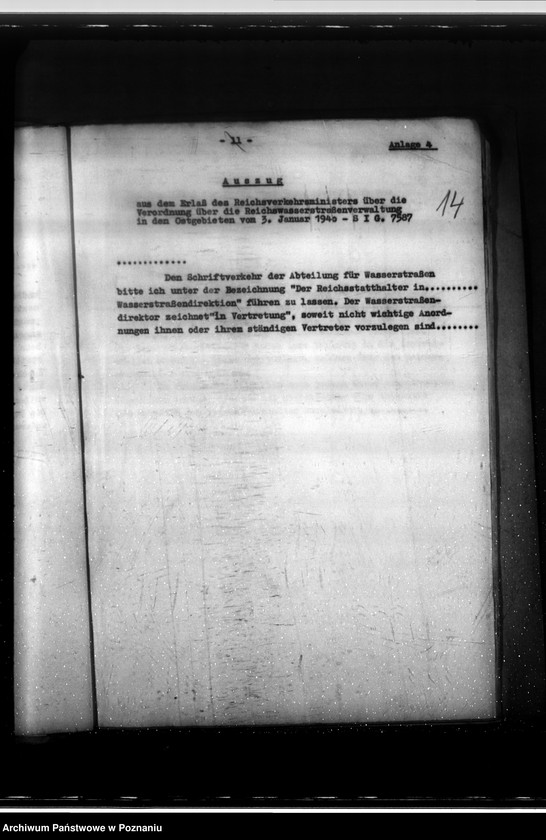 - 11 -
Anlage 4
Auszug
14
aus dem Erlaß des Reichsverkehrsministers über die
Verordnung über die Reichswasserstraßenverwaltung
in den Ostgebieten vom 3. Januar 1940 - S I G. 7587
.............
Den Schriftverkehr der Abteilung für Wasserstraßen
bitte ich unter der Bezeichnung "Der Reichsstatthalter in..........
Wasserstraßendirektion" führen zu lassen. Der Wasserstraßen-
direktor zeichnet"in Vertretung", soweit nicht wichtige Anord-
nungen ihnen oder ihrem ständigen Vertreter vorzulegen sind........
Archiwum Państwowe w Poznaniu